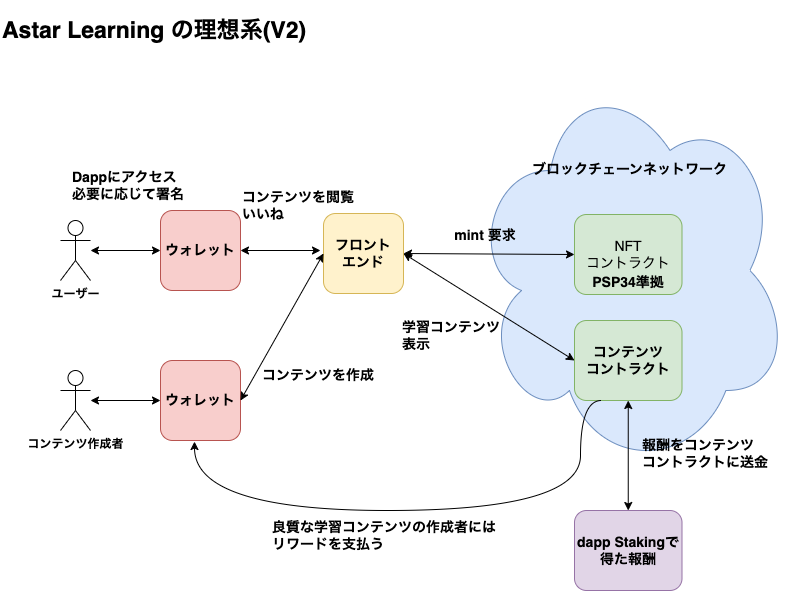 Astar Learning の理想系(V2)
ブロックチェーンネットワーク
Dappにアクセス
必要に応じて署名
コンテンツを閲覧
いいね
ウォレット
フロント
エンド
mint 要求
NFT
コントラクト
PSP34準拠
ユーザー
学習コンテンツ
表示
コンテンツ
コントラクト
コンテンツを作成
ウォレット
コンテンツ作成者
報酬をコンテンツ
コントラクトに送金
良質な学習コンテンツの作成者には
リワードを支払う
dapp Stakingで
得た報酬